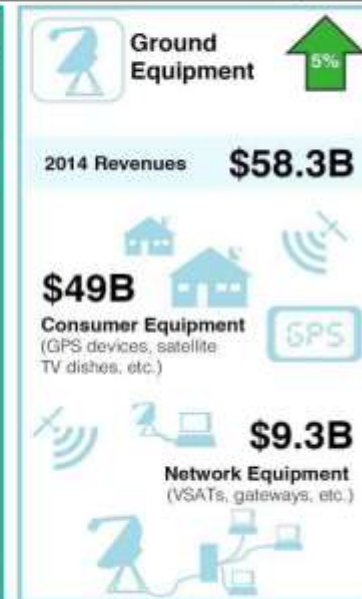 Ground
Equipment
5%
2014 Revenues $58.3B
$49B
Consumer Equipment
(GPS devices, satellite
TV dishes, etc.)
GPS
$9.3B
Network Equipment
(VSATs, gateways, etc.)